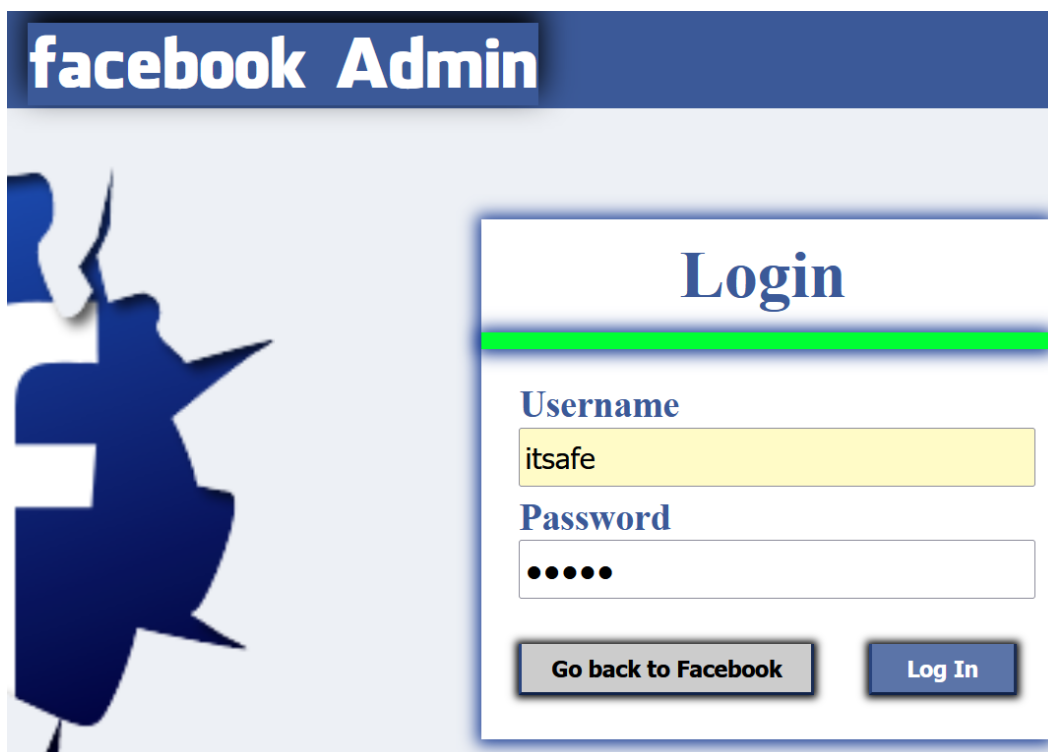 facebook Admin
Login
Username
itsafe
Password
•••••
Go back to Facebook
Log In